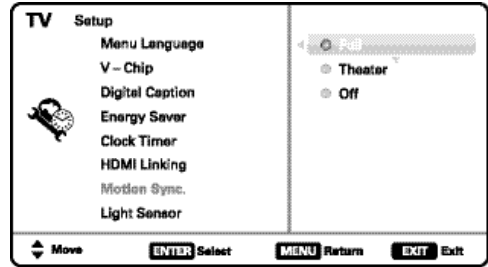 TV Setup
Menu Language
V – Chip
Digital Caption
Energy Saver
Clock Timer
HDMI Linking
Motion Sync.
Light Sensor
Full
Theater
Off
Move ENTER Select MENU Return EXIT Exit